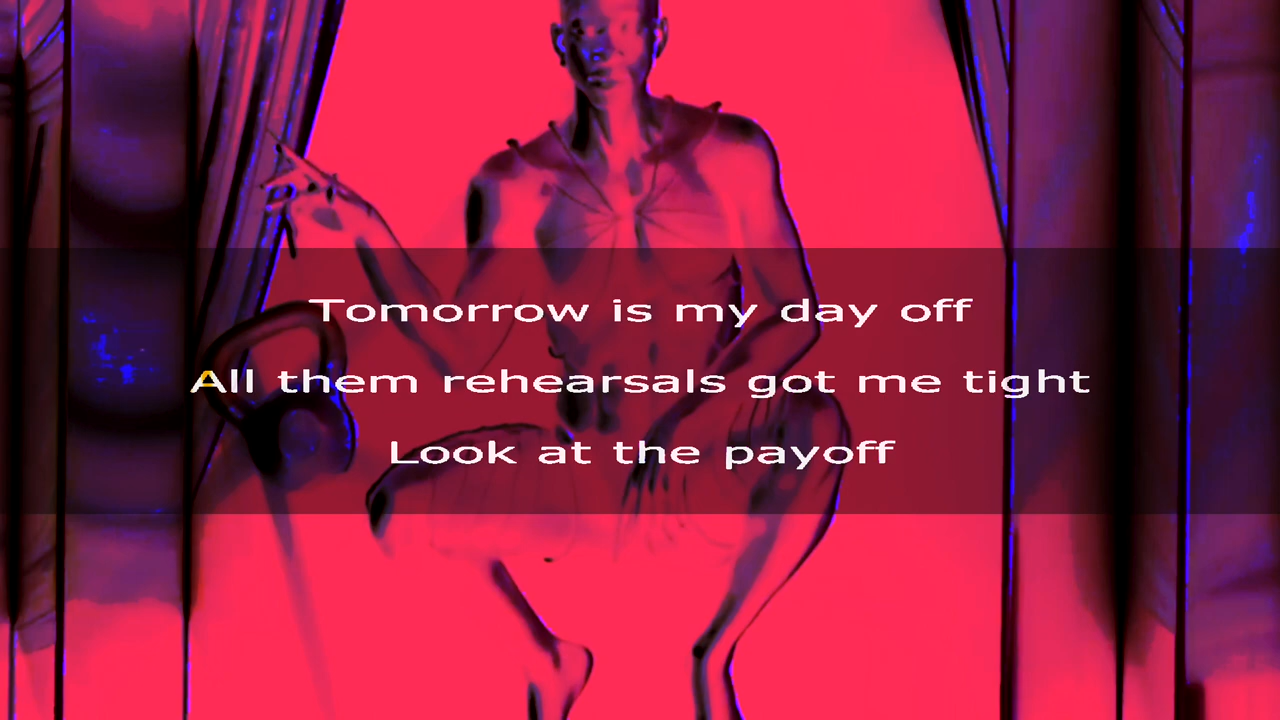 Tomorrow is my day off
All them rehearsals got me tight
Look at the payoff